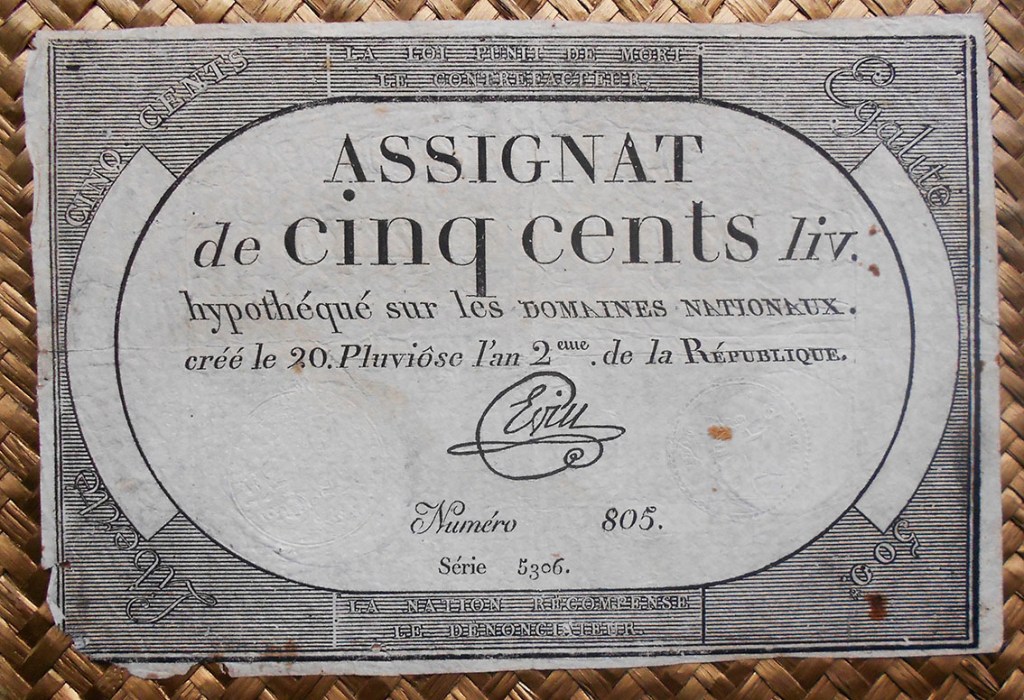 LA LOI PUNIT DE MORT
LE CONTREFACTEUR.
CINQ CENTS
Egalité
ASSIGNAT
de cinq cents liv.
hypothéqué sur les DOMAINES NATIONAUX.
créé le 20. Pluviôse l'an 2eme. de la RÉPUBLIQUE.
Numéro 805.
Série 5306.
Liberté
500.
LA NATION RÉCOMPENSE
LE DÉNONCIATEUR.